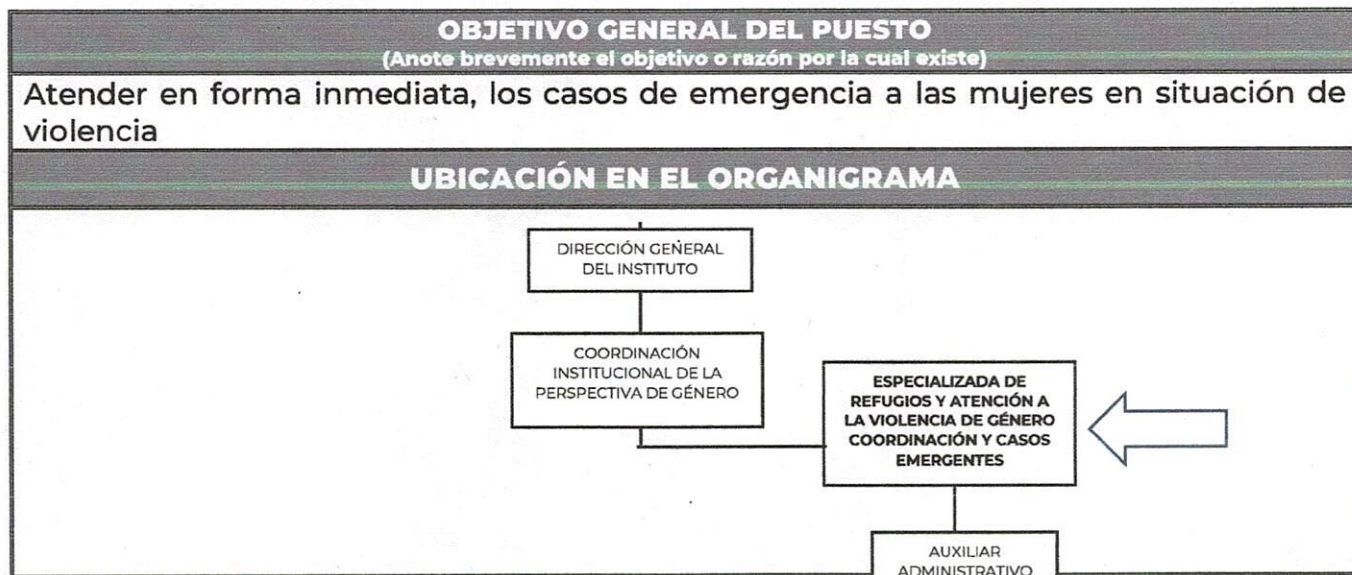 OBJETIVO GENERAL DEL PUESTO
(Anote brevemente el objetivo o razón por la cual existe)
Atender en forma inmediata, los casos de emergencia a las mujeres en situación de
violencia
UBICACIÓN EN EL ORGANIGRAMA
DIRECCIÓN GENERAL
DEL INSTITUTO
COORDINACIÓN
INSTITUCIONAL DE LA
PERSPECTIVA DE GÉNERO
ESPECIALIZADA DE
REFUGIOS Y ATENCIÓN A
LA VIOLENCIA DE GÉNERO
COORDINACIÓN Y CASOS
EMERGENTES
AUXILIAR
ADMINISTRATIVO